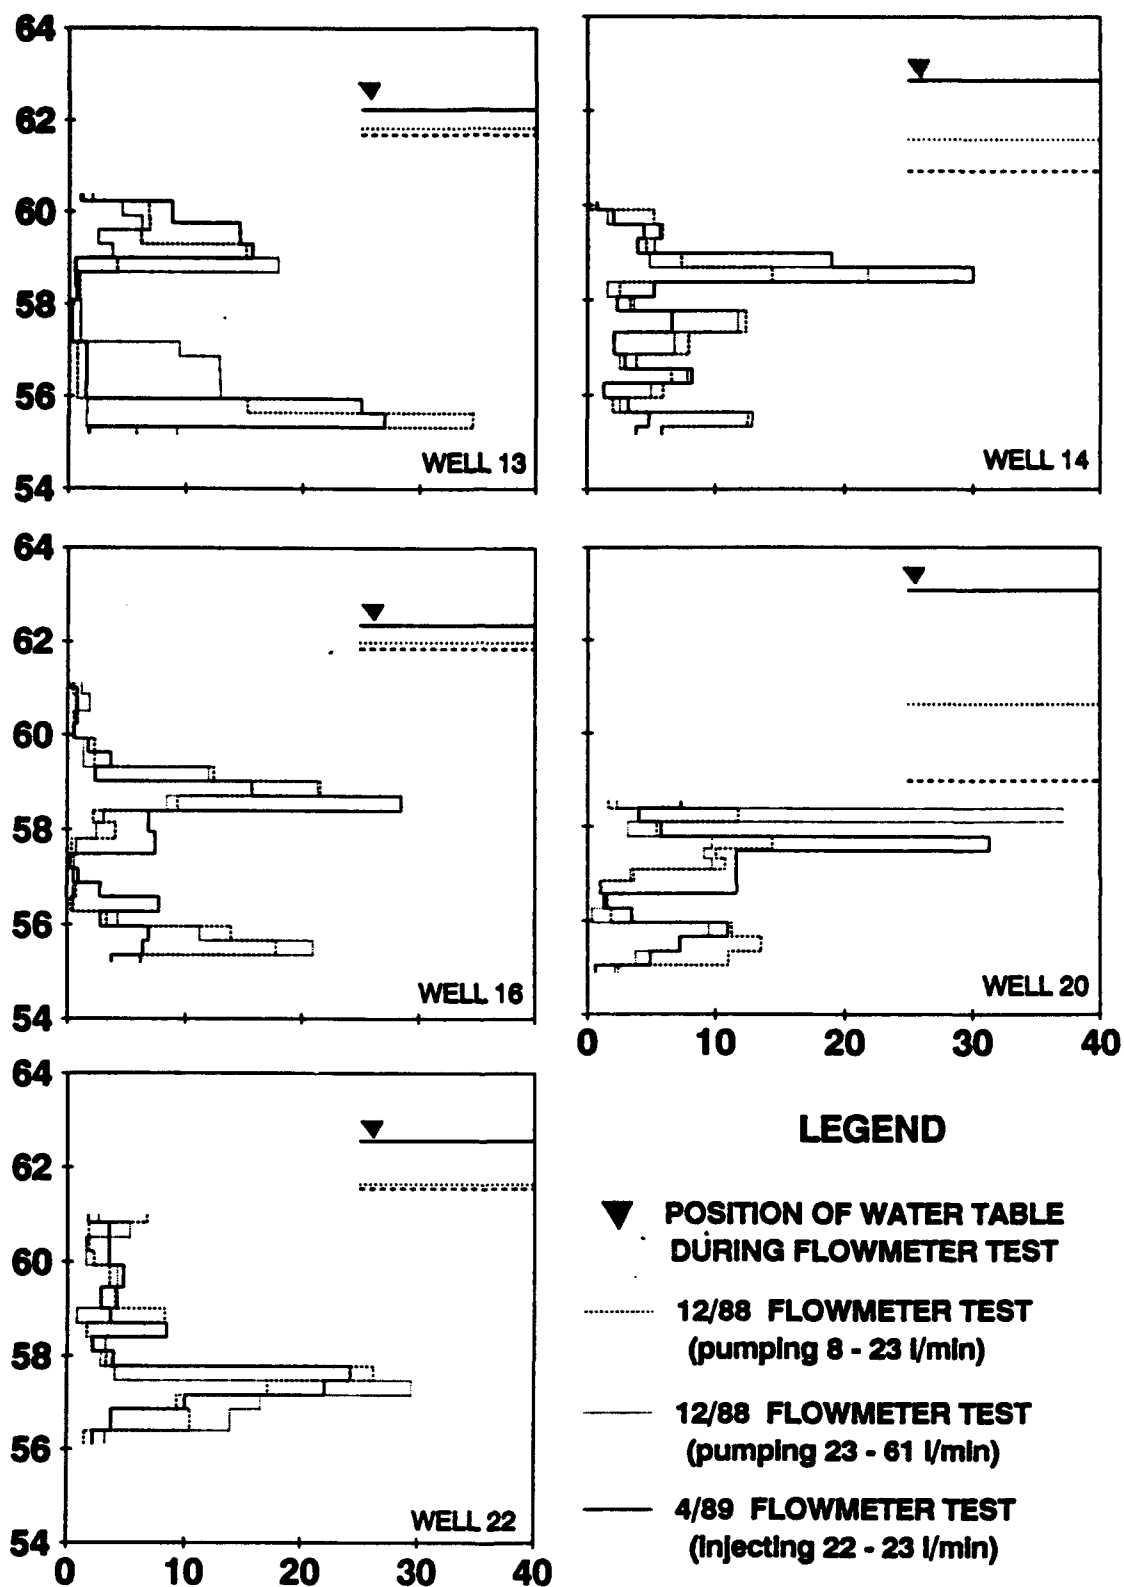 64
62
60
58
56
54
WELL 13
WELL 14
64
62
60
58
56
54
WELL 16
WELL 20
0 10 20 30 40
64
62
60
58
56
54
WELL 22
0 10 20 30 40
LEGEND
POSITION OF WATER TABLE
DURING FLOWMETER TEST
12/88 FLOWMETER TEST
(pumping 8 - 23 l/min)
12/88 FLOWMETER TEST
(pumping 23 - 61 l/min)
4/89 FLOWMETER TEST
(injecting 22 - 23 l/min)